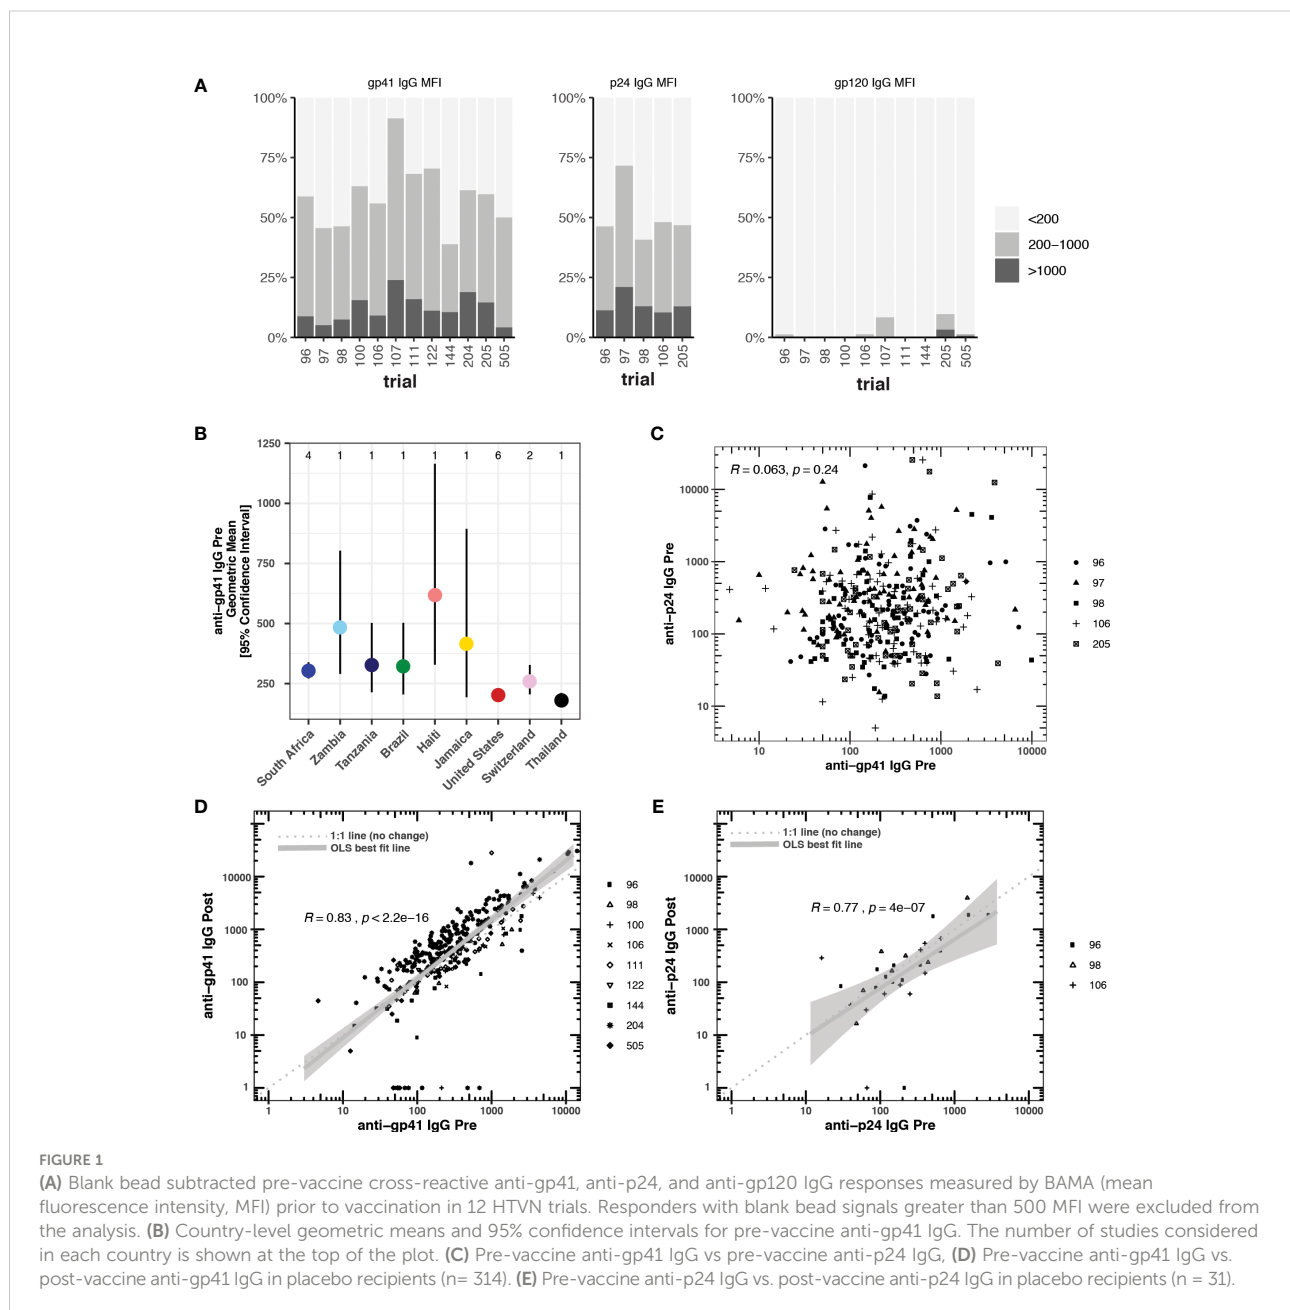 A
gp41 IgG MFI
p24 IgG MFI
gp120 IgG MFI
100%
75%
50%
25%
0%
96 97 98 100 106 107 111 122 144 204 205 505
trial
100%
75%
50%
25%
0%
96 97 98 106 205
trial
100%
75%
50%
25%
0%
96 97 98 100 106 107 111 144 205 505
trial
<200
200–1000
>1000
B
anti–gp41 IgG Pre
Geometric Mean
[95% Confidence Interval]
1250
1000
750
500
250
4 1 1 1 1 1 6 2 1
South Africa
Zambia
Tanzania
Brazil
Haiti
Jamaica
United States
Switzerland
Thailand
C
R = 0.063, p = 0.24
anti–p24 IgG Pre
10000
1000
100
10
10 100 1000 10000
anti–gp41 IgG Pre
96
97
98
106
205
D
1:1 line (no change)
OLS best fit line
R = 0.83 , p < 2.2e–16
anti–gp41 IgG Post
10000
1000
100
10
1
1 10 100 1000 10000
anti–gp41 IgG Pre
96
98
100
106
111
122
144
204
505
E
1:1 line (no change)
OLS best fit line
R = 0.77 , p = 4e–07
anti–p24 IgG Post
10000
1000
100
10
1
1 10 100 1000 10000
anti–p24 IgG Pre
96
98
106
FIGURE 1
(A) Blank bead subtracted pre-vaccine cross-reactive anti-gp41, anti-p24, and anti-gp120 IgG responses measured by BAMA (mean
fluorescence intensity, MFI) prior to vaccination in 12 HTVN trials. Responders with blank bead signals greater than 500 MFI were excluded from
the analysis. (B) Country-level geometric means and 95% confidence intervals for pre-vaccine anti-gp41 IgG. The number of studies considered
in each country is shown at the top of the plot. (C) Pre-vaccine anti-gp41 IgG vs pre-vaccine anti-p24 IgG, (D) Pre-vaccine anti-gp41 IgG vs.
post-vaccine anti-gp41 IgG in placebo recipients (n= 314). (E) Pre-vaccine anti-p24 IgG vs. post-vaccine anti-p24 IgG in placebo recipients (n = 31).